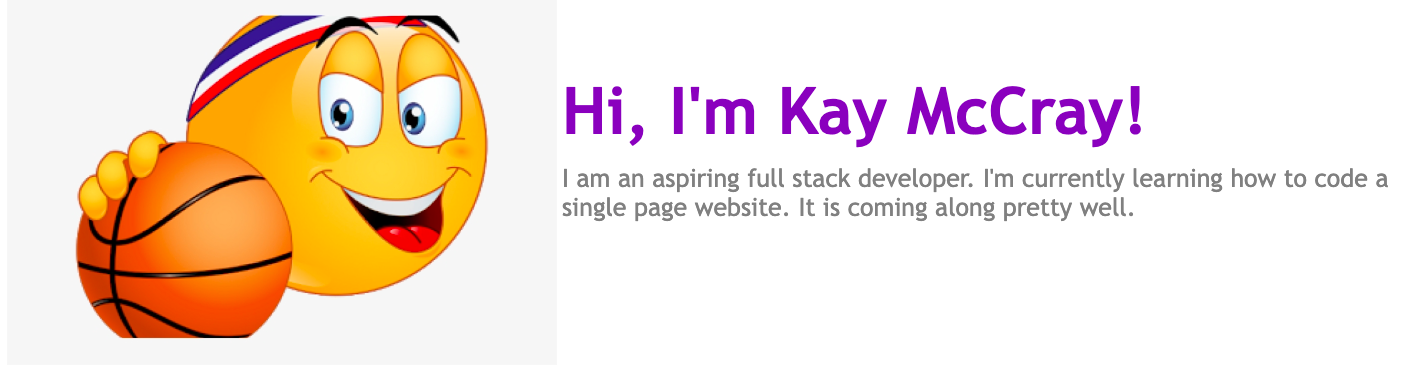 Hi, I'm Kay McCray!
I am an aspiring full stack developer. I'm currently learning how to code a
single page website. It is coming along pretty well.